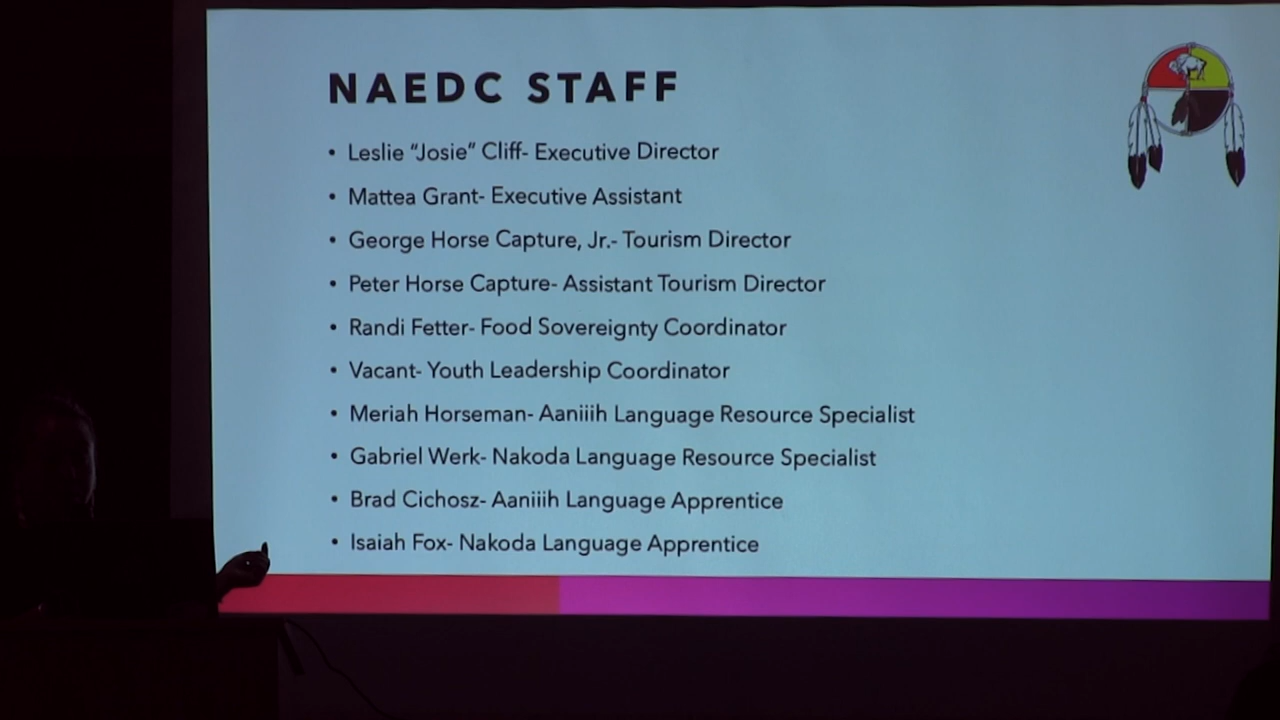 NAEDC STAFF
• Leslie “Josie” Cliff- Executive Director
• Mattea Grant- Executive Assistant
• George Horse Capture, Jr.- Tourism Director
• Peter Horse Capture- Assistant Tourism Director
• Randi Fetter- Food Sovereignty Coordinator
• Vacant- Youth Leadership Coordinator
• Meriah Horseman- Aaniiih Language Resource Specialist
• Gabriel Werk- Nakoda Language Resource Specialist
• Brad Cichosz- Aaniiih Language Apprentice
• Isaiah Fox- Nakoda Language Apprentice